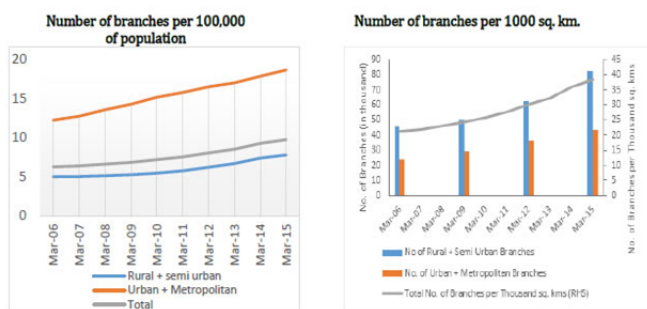 Number of branches per 100,000
of population
20
15
10
5
0
Mar-06
Mar-07
Mar-08
Mar-09
Mar-10
Mar-11
Mar-12
Mar-13
Mar-14
Mar-15
Rural + semi urban
Urban + Metropolitan
Total
Number of branches per 1000 sq. km.
No. of Branches (in thousand)
90
80
70
60
50
40
30
20
10
0
45
40
35
30
25
20
15
10
5
0
No. of Branches per Thousand sq. kms
Mar-06
Mar-07
Mar-08
Mar-09
Mar-10
Mar-11
Mar-12
Mar-13
Mar-14
Mar-15
No of Rural + Semi Urban Branches
No of Urban + Metropolitan Branches
Total No. of Branches per Thousand sq. kms (RHS)